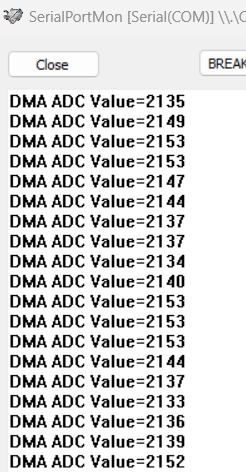 SerialPortMon [Serial(COM)] \\.\C
Close
BREAK
DMA ADC Value=2135
DMA ADC Value=2149
DMA ADC Value=2153
DMA ADC Value=2153
DMA ADC Value=2147
DMA ADC Value=2144
DMA ADC Value=2137
DMA ADC Value=2137
DMA ADC Value=2134
DMA ADC Value=2140
DMA ADC Value=2153
DMA ADC Value=2153
DMA ADC Value=2153
DMA ADC Value=2144
DMA ADC Value=2137
DMA ADC Value=2133
DMA ADC Value=2136
DMA ADC Value=2139
DMA ADC Value=2152